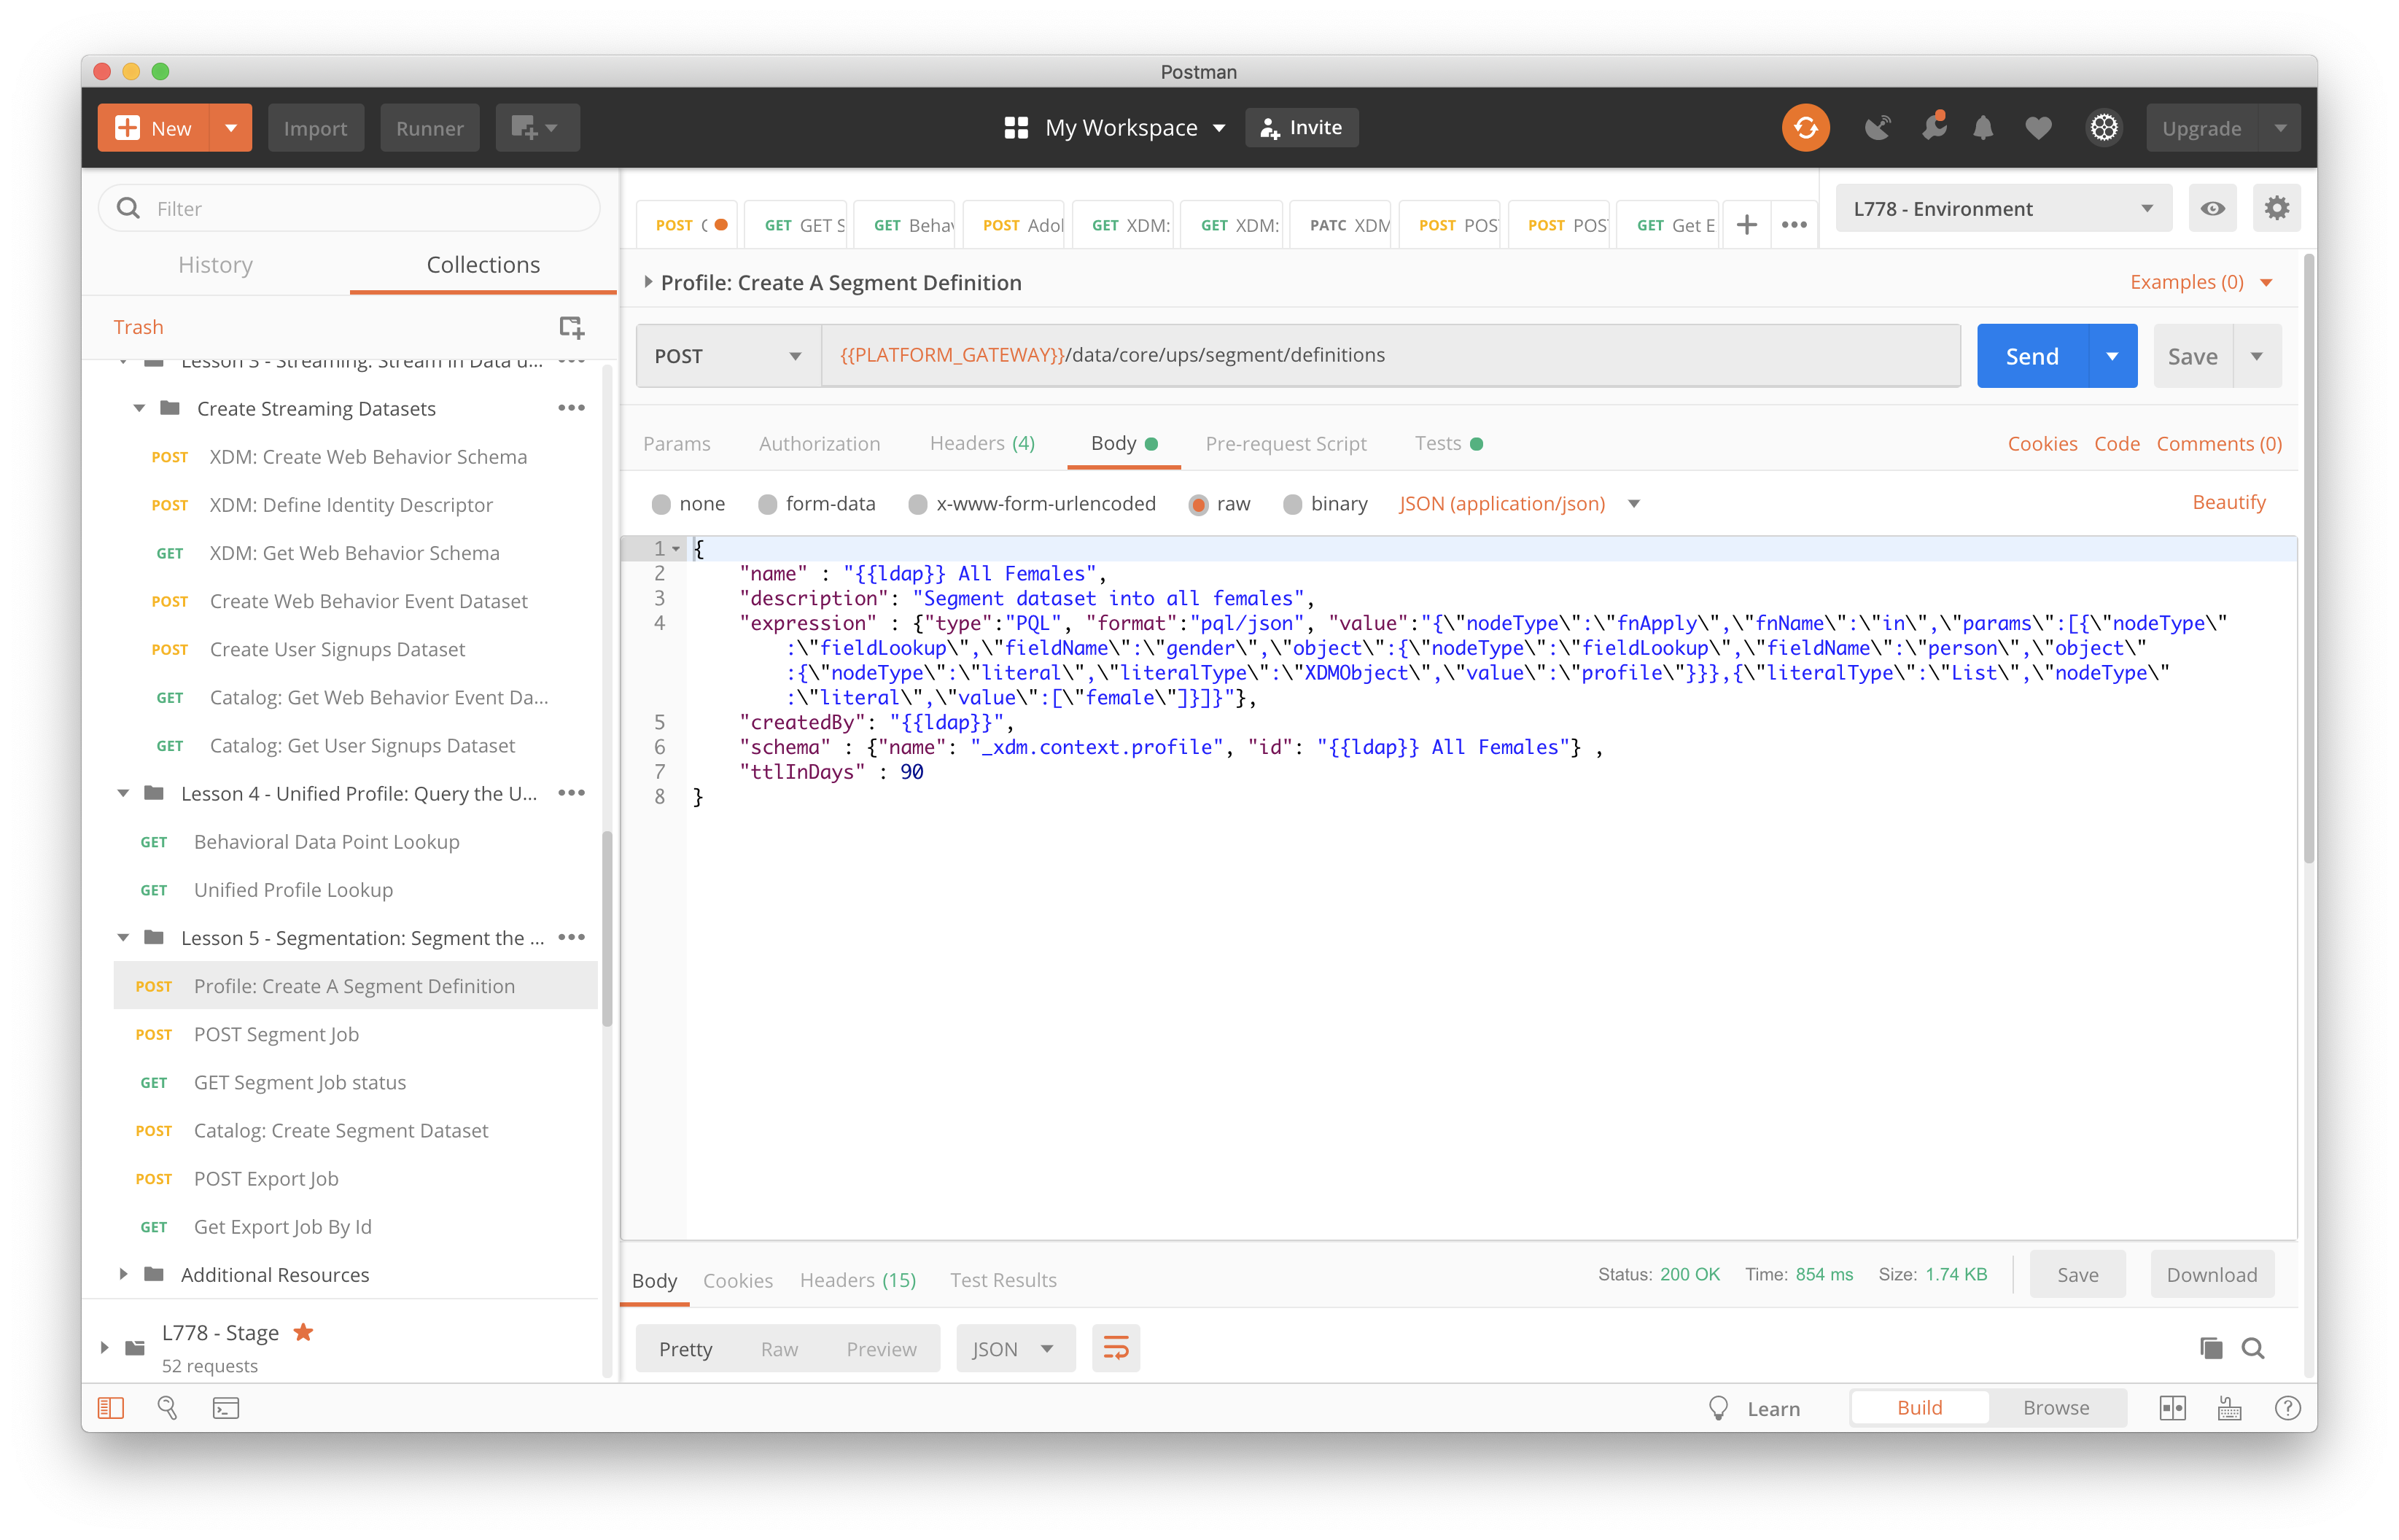 Postman
New
Import
Runner
My Workspace
Invite
Upgrade
Filter
History
Collections
Trash
Lesson 3 - Streaming: Stream in Data u...
Create Streaming Datasets
POST XDM: Create Web Behavior Schema
POST XDM: Define Identity Descriptor
GET XDM: Get Web Behavior Schema
POST Create Web Behavior Event Dataset
POST Create User Signups Dataset
GET Catalog: Get Web Behavior Event Da...
GET Catalog: Get User Signups Dataset
Lesson 4 - Unified Profile: Query the U...
GET Behavioral Data Point Lookup
GET Unified Profile Lookup
Lesson 5 - Segmentation: Segment the ...
POST Profile: Create A Segment Definition
POST POST Segment Job
GET GET Segment Job status
POST Catalog: Create Segment Dataset
POST POST Export Job
GET Get Export Job By Id
Additional Resources
L778 - Stage
52 requests
POST
GET GET S
GET Behav
POST Adol
GET XDM:
GET XDM:
PATC XDM
POST POS
POST POS
GET Get E
L778 - Environment
Profile: Create A Segment Definition
Examples (0)
POST
{{PLATFORM_GATEWAY}}/data/core/ups/segment/definitions
Send
Save
Params
Authorization
Headers (4)
Body
Pre-request Script
Tests
Cookies
Code
Comments (0)
none
form-data
x-www-form-urlencoded
raw
binary
JSON (application/json)
Beautify
1 {
2 "name" : "{{ldap}} All Females",
3 "description": "Segment dataset into all females",
4 "expression" : {"type":"PQL", "format":"pql/json", "value":"{\"nodeType\":\"fnApply\",\"fnName\":\"in\",\"params\":[{\"nodeType\"
:\"fieldLookup\",\"fieldName\":\"gender\",\"object\":{\"nodeType\":\"fieldLookup\",\"fieldName\":\"person\",\"object\"
:{\"nodeType\":\"literal\",\"literalType\":\"XDMObject\",\"value\":\"profile\"}}},{\"literalType\":\"List\",\"nodeType\"
:\"literal\",\"value\":[\"female\"]}]}"},
5 "createdBy": "{{ldap}}",
6 "schema" : {"name": "_xdm.context.profile", "id": "{{ldap}} All Females"} ,
7 "ttlInDays" : 90
8 }
Body
Cookies
Headers (15)
Test Results
Status: 200 OK
Time: 854 ms
Size: 1.74 KB
Save
Download
Pretty
Raw
Preview
JSON
Learn
Build
Browse